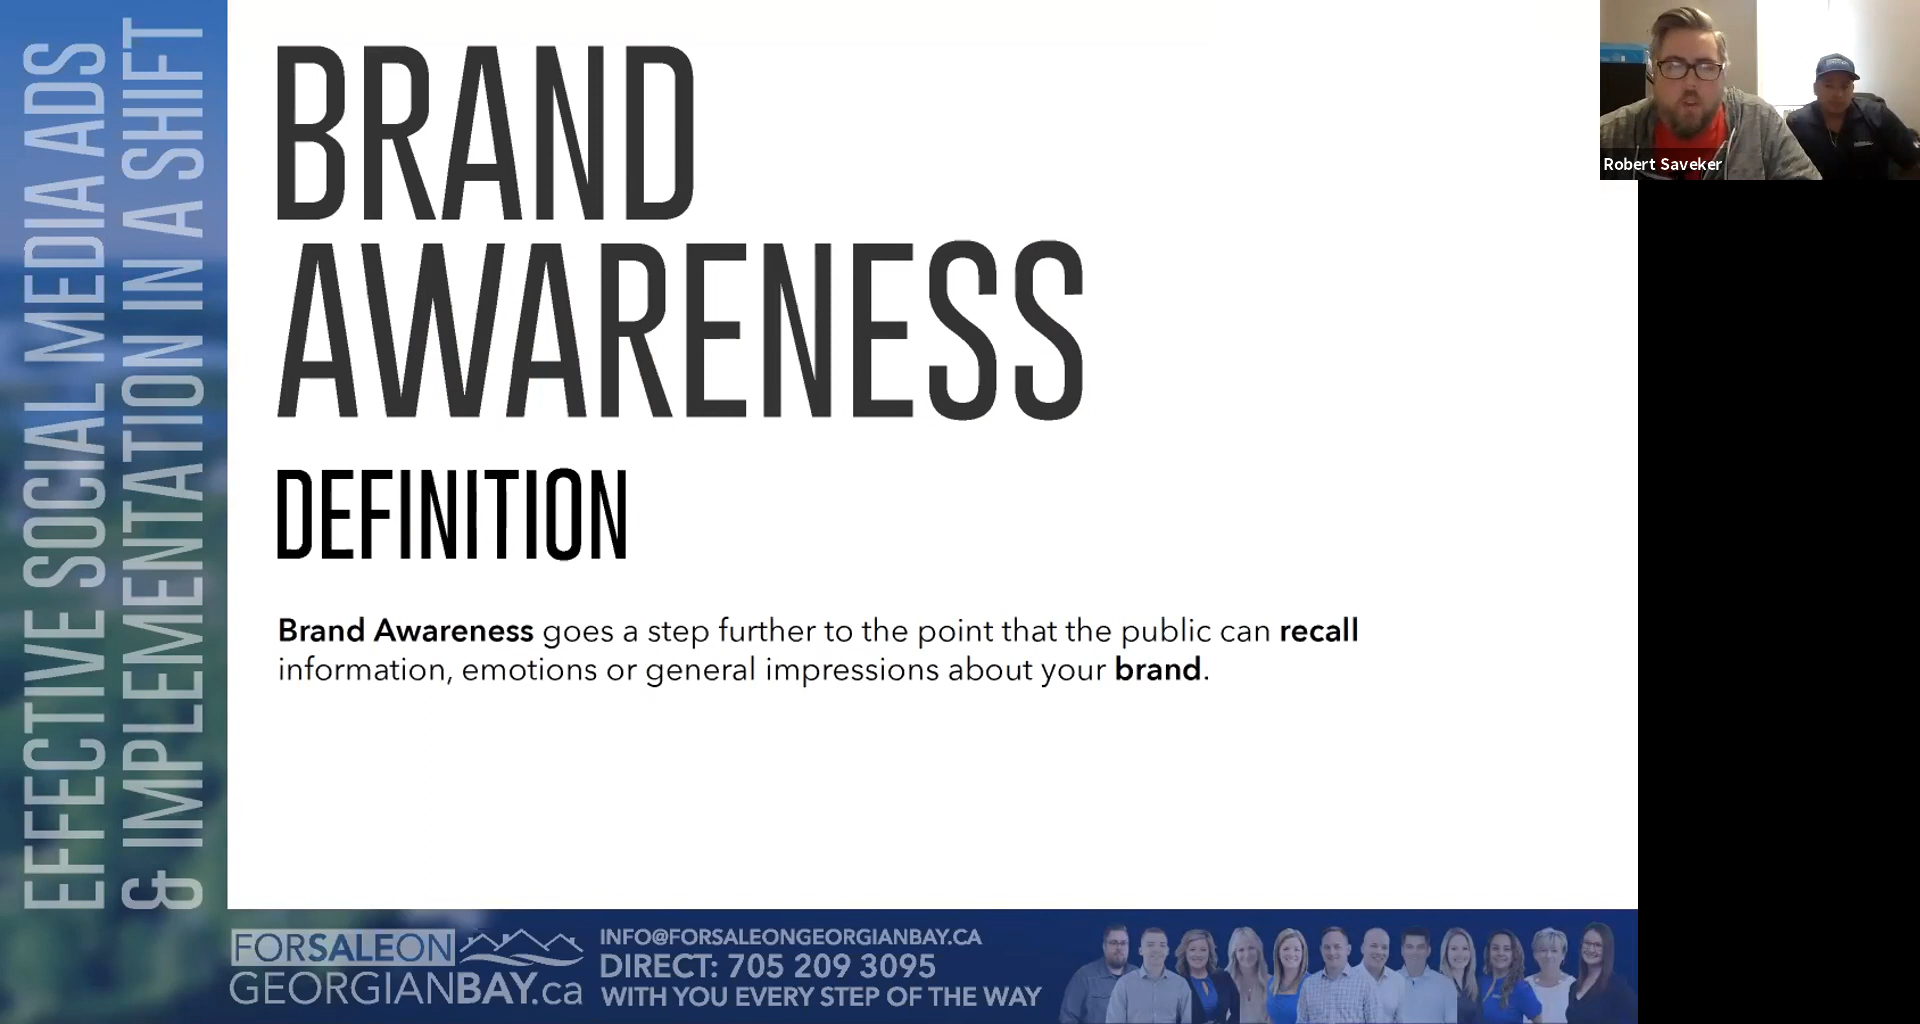 EFFECTIVE SOCIAL MEDIA ADS
& IMPLEMENTATION IN A SHIFT
BRAND
AWARENESS
DEFINITION
Brand Awareness goes a step further to the point that the public can recall
information, emotions or general impressions about your brand.
Robert Saveker
FORSALEON
GEORGIANBAY.ca
INFO@FORSALEONGEORGIANBAY.CA
DIRECT: 705 209 3095
WITH YOU EVERY STEP OF THE WAY